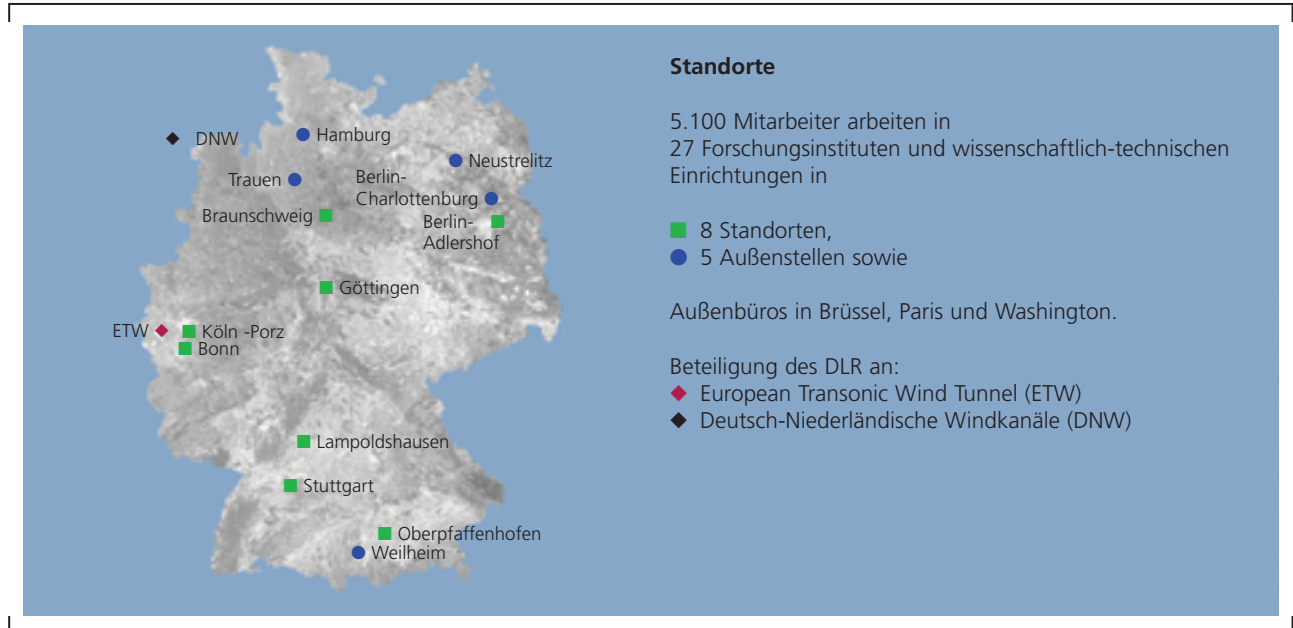 Standorte
5.100 Mitarbeiter arbeiten in
27 Forschungsinstituten und wissenschaftlich-technischen
Einrichtungen in
8 Standorten,
5 Außenstellen sowie
Außenbüros in Brüssel, Paris und Washington.
Beteiligung des DLR an:
European Transonic Wind Tunnel (ETW)
Deutsch-Niederländische Windkanäle (DNW)
DNW
Hamburg
Neustrelitz
Trauen
Berlin-
Charlottenburg
Braunschweig
Berlin-
Adlershof
Göttingen
ETW
Köln -Porz
Bonn
Lampoldshausen
Stuttgart
Oberpfaffenhofen
Weilheim